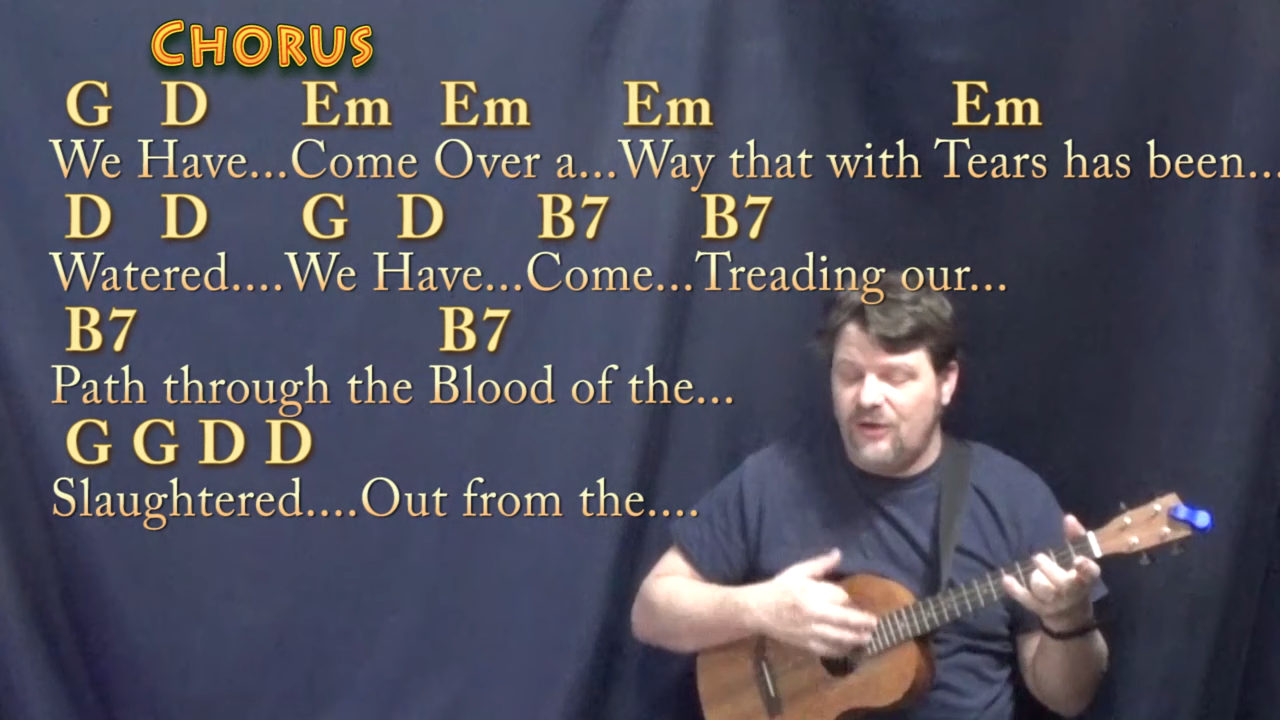 CHORUS
G D Em Em Em Em
We Have...Come Over a...Way that with Tears has been...
D D G D B7 B7
Watered....We Have...Come...Treading our...
B7 B7
Path through the Blood of the...
G G D D
Slaughtered....Out from the....